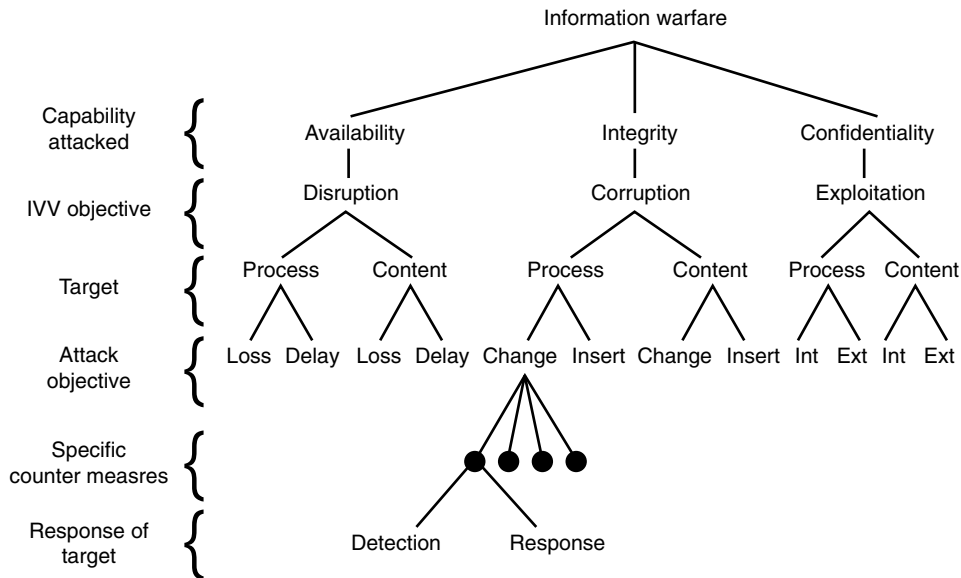 Information warfare
Capability
attacked
Availability Integrity Confidentiality
IVV objective
Disruption Corruption Exploitation
Target
Process Content Process Content Process Content
Attack
objective
Loss Delay Loss Delay Change Insert Change Insert Int Ext Int Ext
Specific
counter measres
Response of
target
Detection Response